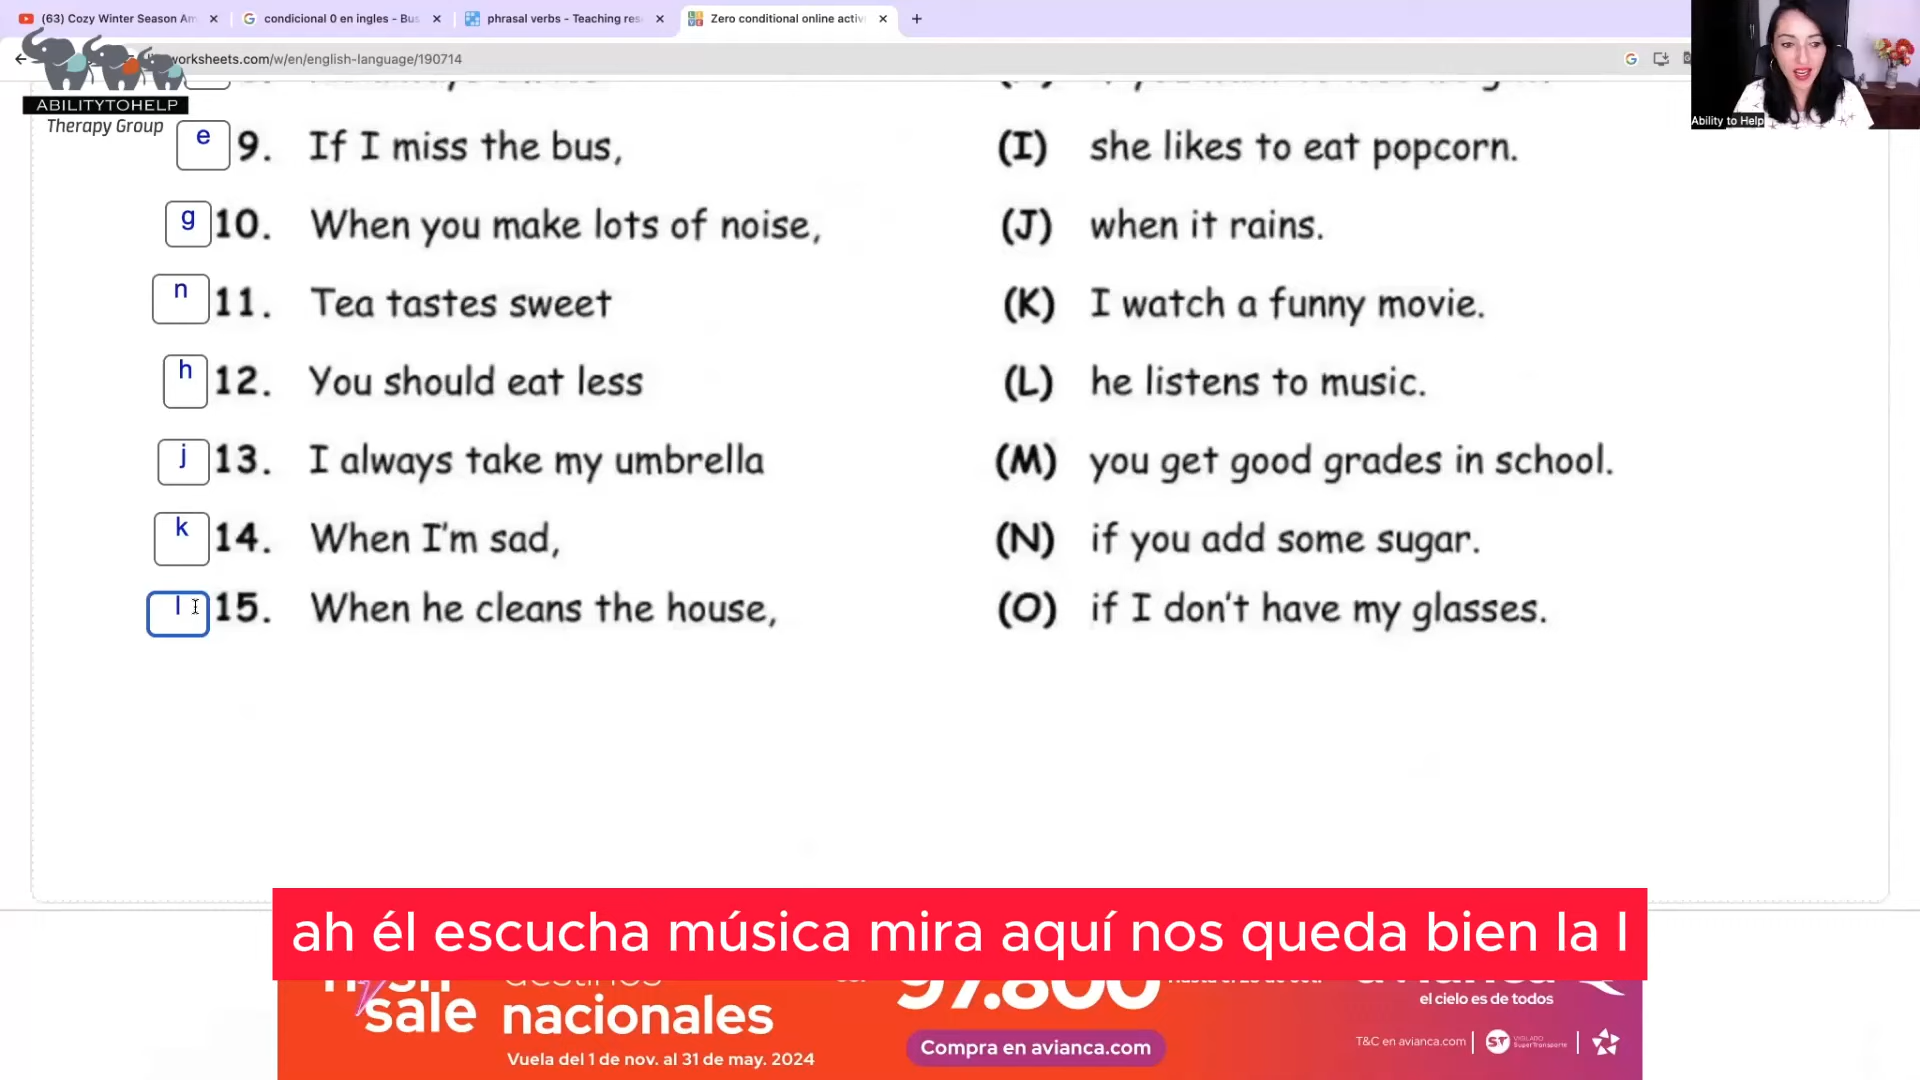 (63) Cozy Winter Season Am
condicional 0 en ingles - Bus
phrasal verbs - Teaching res
Zero conditional online activ
worksheets.com/w/en/english-language/190714
ABILITYTOHELP
Therapy Group
Ability to Help
e 9. If I miss the bus, (I) she likes to eat popcorn.
g 10. When you make lots of noise, (J) when it rains.
n 11. Tea tastes sweet (K) I watch a funny movie.
h 12. You should eat less (L) he listens to music.
j 13. I always take my umbrella (M) you get good grades in school.
k 14. When I'm sad, (N) if you add some sugar.
l 15. When he cleans the house, (O) if I don't have my glasses.
ah él escucha música mira aquí nos queda bien la l
sale nacionales
97.800
el cielo es de todos
Compra en avianca.com
T&C en avianca.com
Vuela del 1 de nov. al 31 de may. 2024